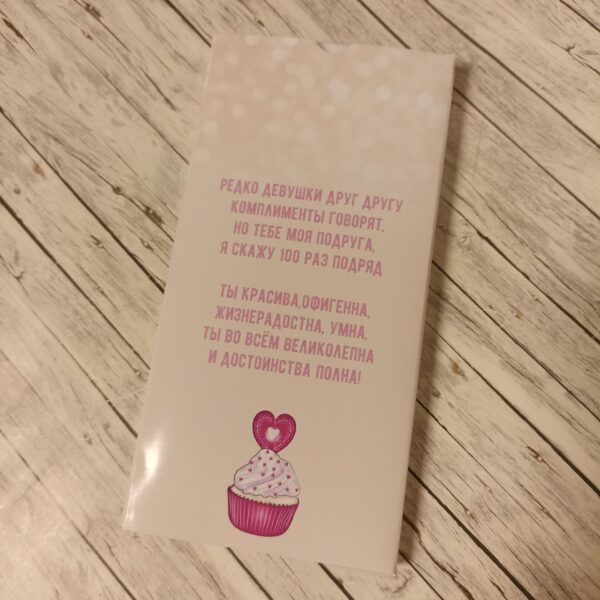 РЕДКО ДЕВУШКИ ДРУГ ДРУГУ
КОМПЛИМЕНТЫ ГОВОРЯТ,
НО ТЕБЕ МОЯ ПОДРУГА,
Я СКАЖУ 100 РАЗ ПОДРЯД
ТЫ КРАСИВА,ОФИГЕННА,
ЖИЗНЕРАДОСТНА, УМНА,
ТЫ ВО ВСЁМ ВЕЛИКОЛЕПНА
И ДОСТОИНСТВА ПОЛНА!